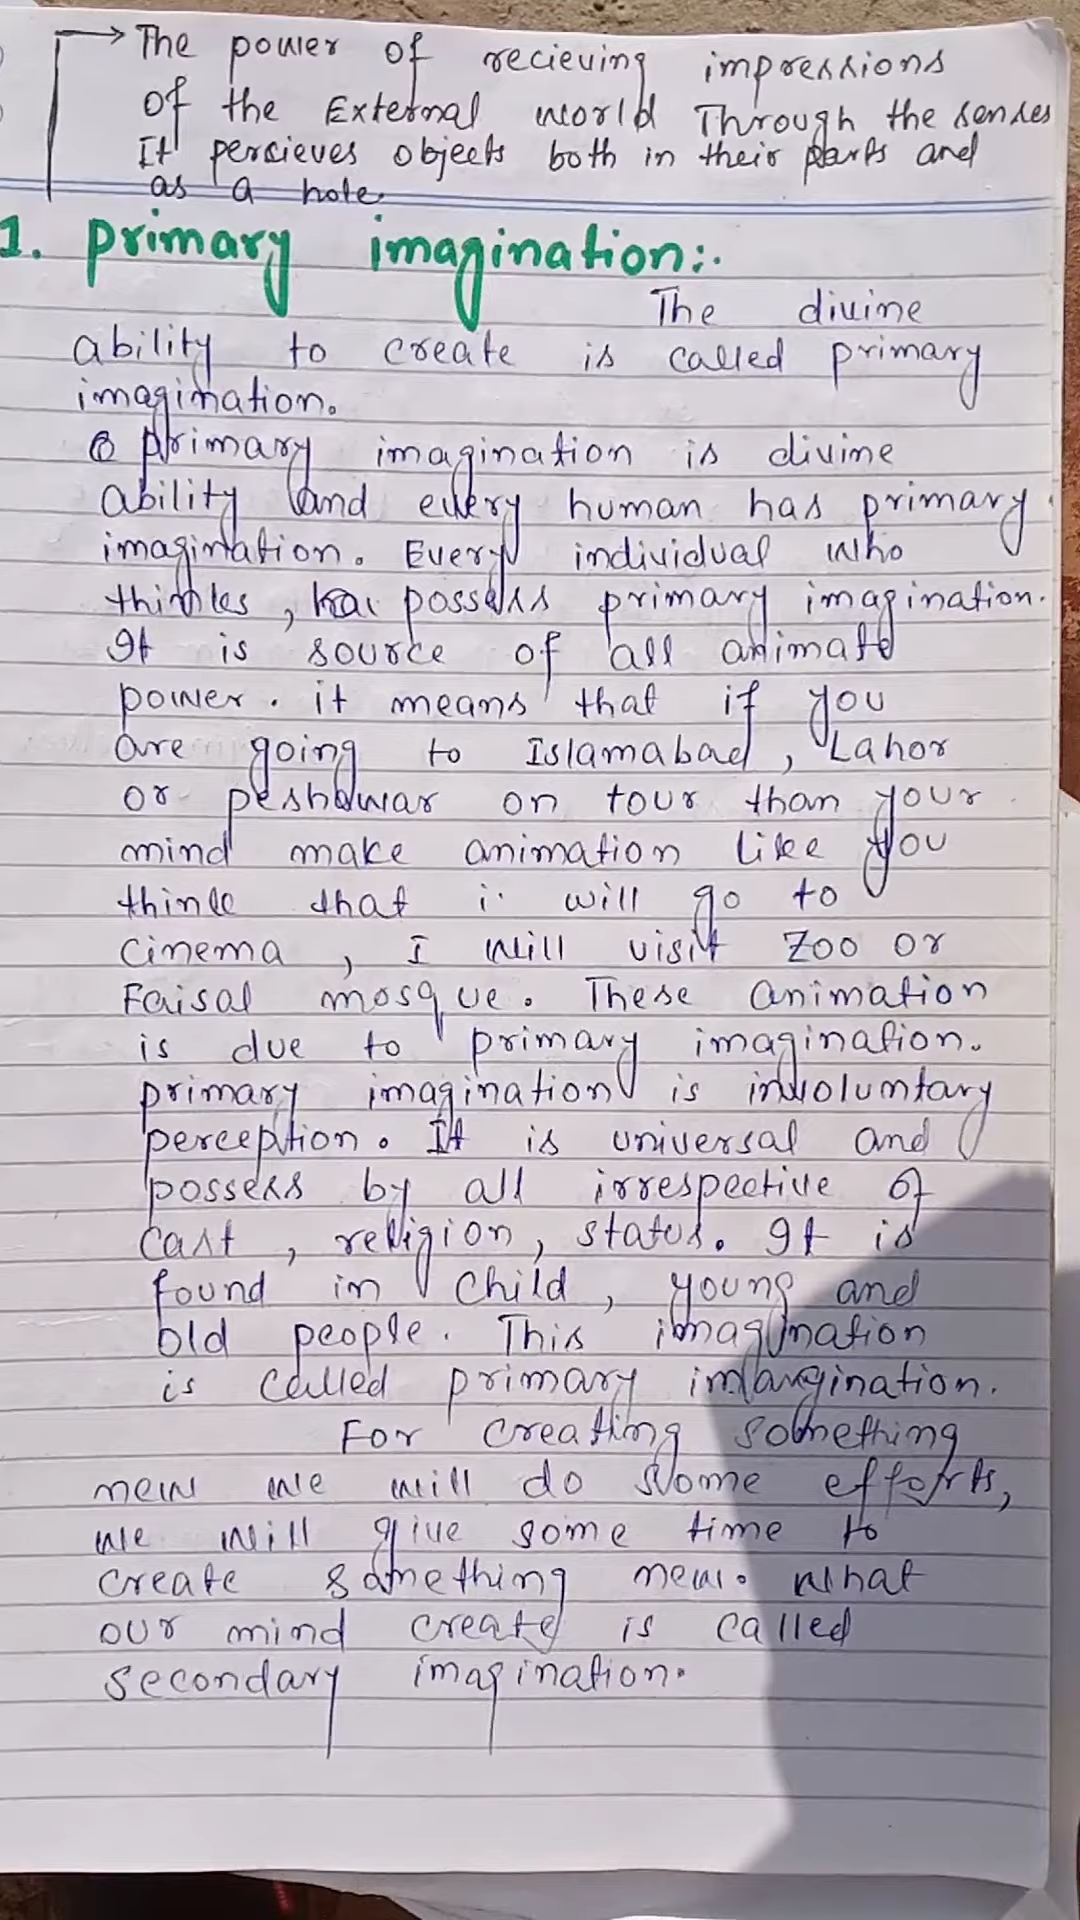 The power of recieving impressions
of the External world Through the senses
It percieves objects both in their parts and
as a hole.
1. primary imagination:.
The divine
ability to create is called primary
imagination.
primary imagination is divine
ability and every human has primary
imagination. Every individual who
thinks, possess primary imagination.
It is source of all animate
power. it means that if you
are going to Islamabad, Lahor
or peshawar on tour than your
mind make animation like you
think that i will go to
cinema, I will visit Zoo or
Faisal mosque. These animation
is due to primary imagination.
primary imagination is involuntary
perception. It is universal and
possess by all irrespective of
cast, religion, status. It is
found in child, young and
old people. This imagination
is called primary imagination.
For creating something
new we will do some efforts,
we will give some time to
create something new. what
our mind create is called
secondary imagination.